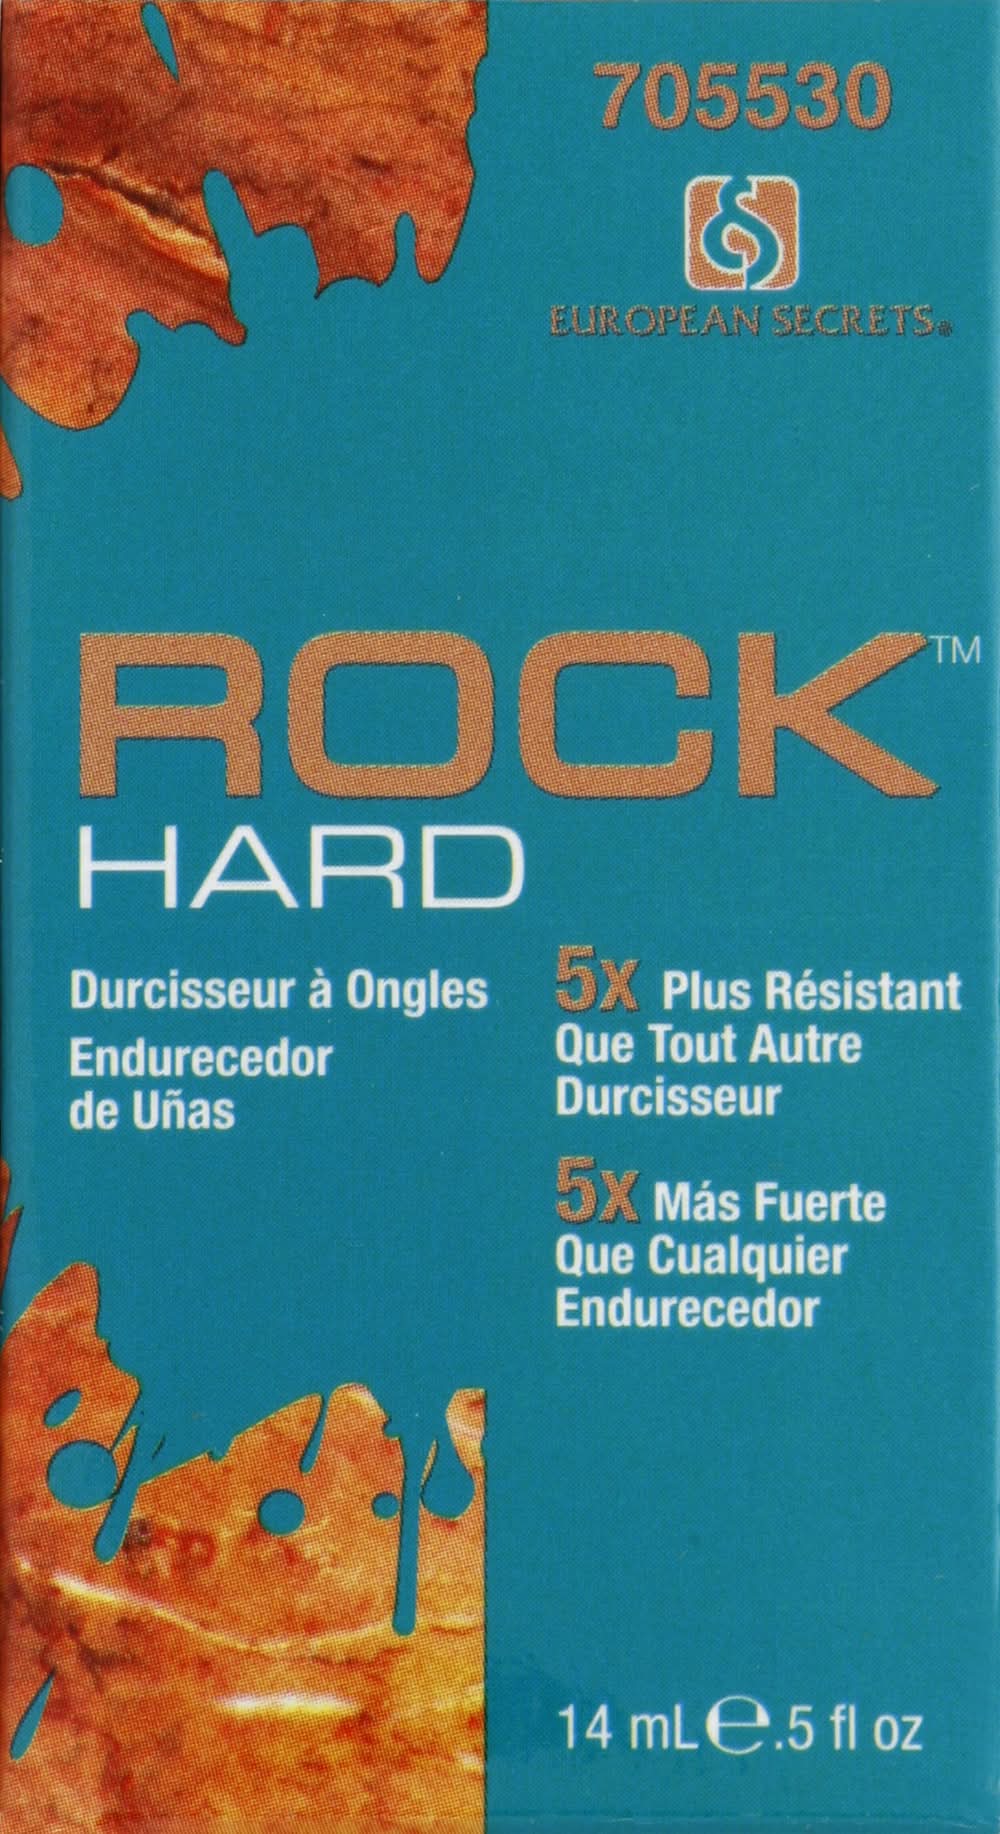 705530
EUROPEAN SECRETS®
ROCK™
HARD
Durcisseur à Ongles
Endurecedor
de Uñas
5x Plus Résistant
Que Tout Autre
Durcisseur
5x Más Fuerte
Que Cualquier
Endurecedor
14 mL ℮ .5 fl oz